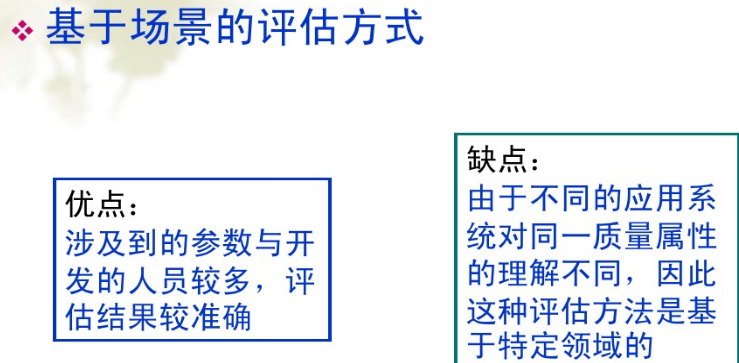 ❖ 基于场景的评估方式
优点：
涉及到的参数与开
发的人员较多，评
估结果较准确
缺点：
由于不同的应用系
统对同一质量属性
的理解不同，因此
这种评估方法是基
于特定领域的